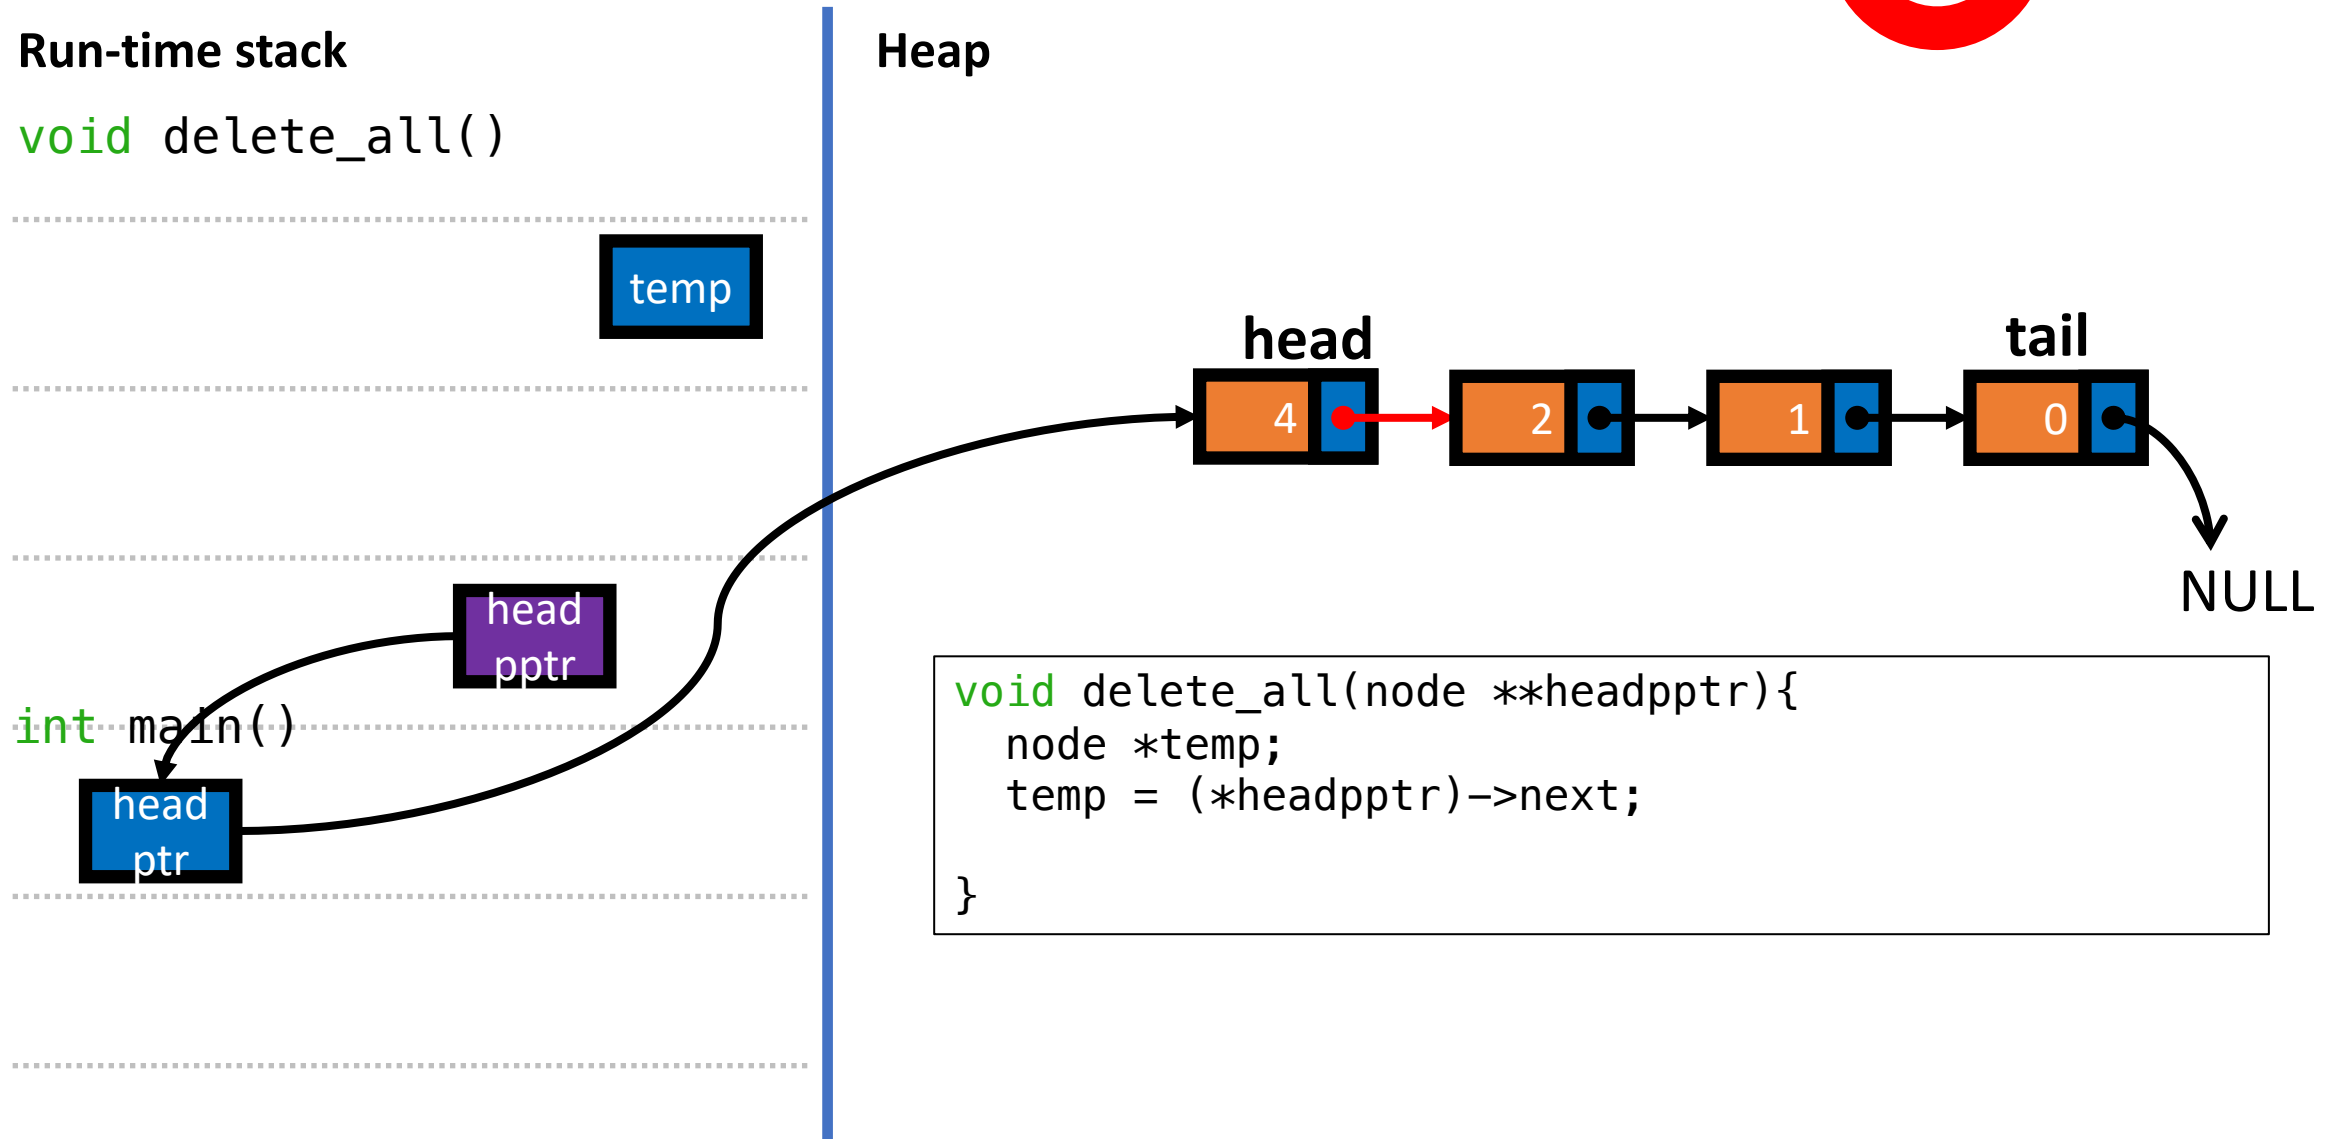 Run-time stack
Heap
void delete_all()
temp
head
tail
4
2
1
0
NULL
head
pptr
int main()
head
ptr
void delete_all(node **headpptr){
  node *temp;
  temp = (*headpptr)->next;
}